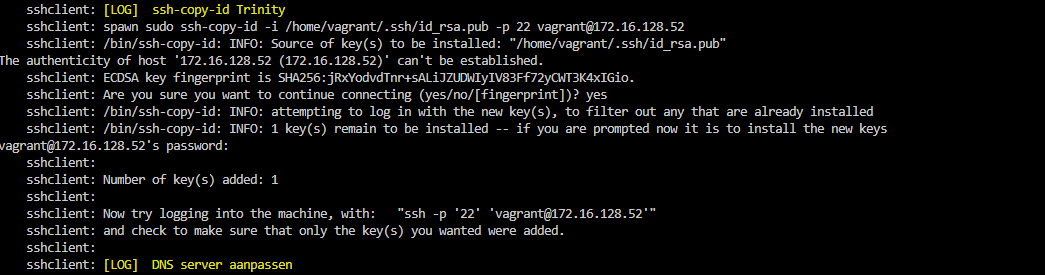 sshclient: [LOG]  ssh-copy-id Trinity
sshclient: spawn sudo ssh-copy-id -i /home/vagrant/.ssh/id_rsa.pub -p 22 vagrant@172.16.128.52
sshclient: /bin/ssh-copy-id: INFO: Source of key(s) to be installed: "/home/vagrant/.ssh/id_rsa.pub"
The authenticity of host '172.16.128.52 (172.16.128.52)' can't be established.
sshclient: ECDSA key fingerprint is SHA256:jRxYodvdTnr+sALiJZUDWIyIV83Ff72yCWT3K4xIGio.
sshclient: Are you sure you want to continue connecting (yes/no/[fingerprint])? yes
sshclient: /bin/ssh-copy-id: INFO: attempting to log in with the new key(s), to filter out any that are already installed
sshclient: /bin/ssh-copy-id: INFO: 1 key(s) remain to be installed -- if you are prompted now it is to install the new keys
vagrant@172.16.128.52's password:
sshclient:
sshclient: Number of key(s) added: 1
sshclient:
sshclient: Now try logging into the machine, with:   "ssh -p '22' 'vagrant@172.16.128.52'"
sshclient: and check to make sure that only the key(s) you wanted were added.
sshclient:
sshclient: [LOG]  DNS server aanpassen